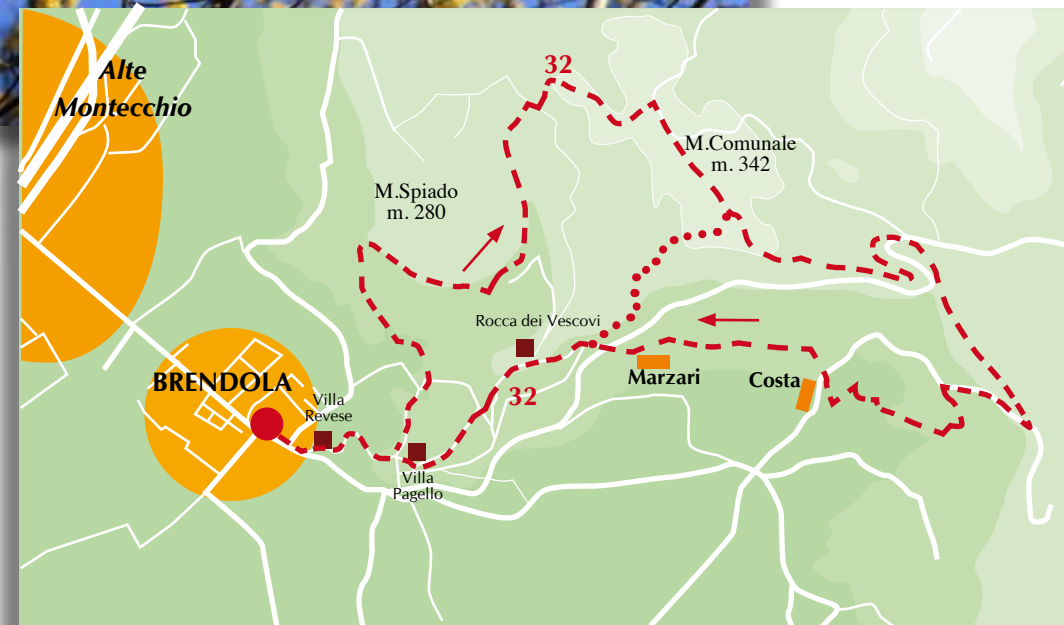 Alte
Montecchio
32
M.Comunale
m. 342
M.Spiado
m. 280
Rocca dei Vescovi
Marzari
Costa
BRENDOLA
Villa
Revese
32
Villa
Pagello